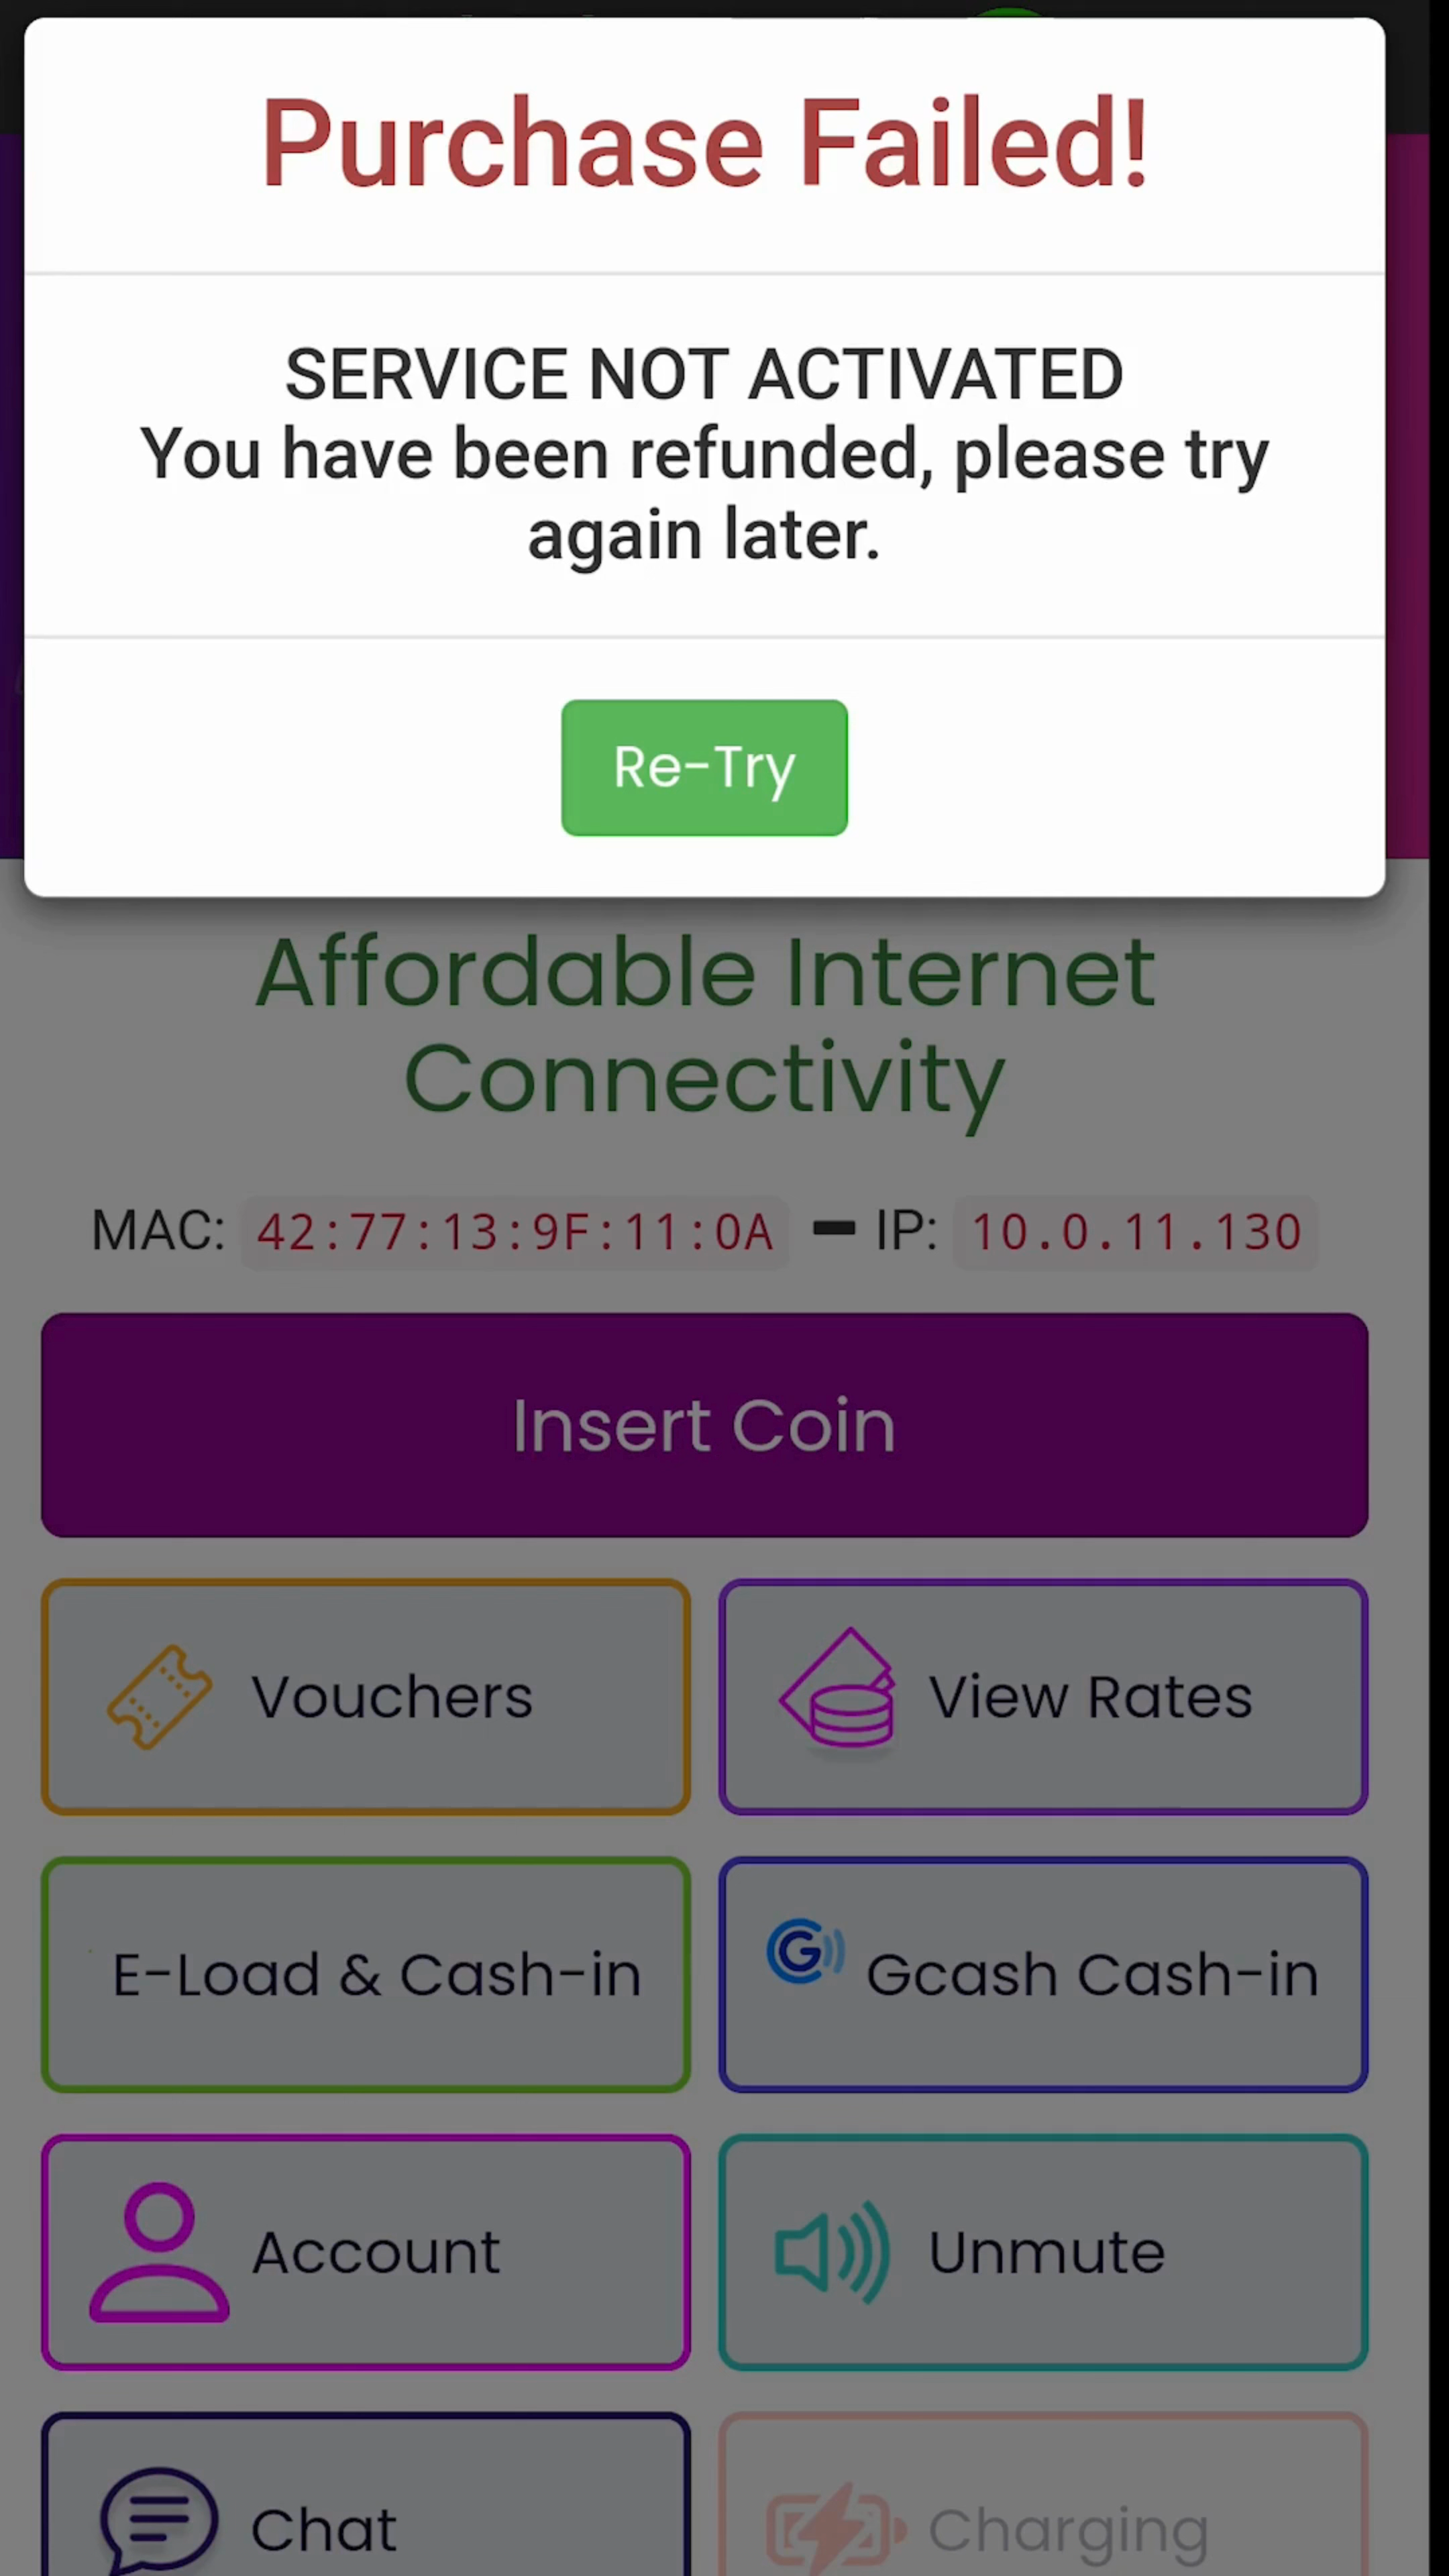 Purchase Failed!
SERVICE NOT ACTIVATED
You have been refunded, please try
again later.
Re-Try
Affordable Internet
Connectivity
MAC: 42:77:13:9F:11:0A - IP: 10.0.11.130
Insert Coin
Vouchers
View Rates
E-Load & Cash-in
Gcash Cash-in
Account
Unmute
Chat
Charging